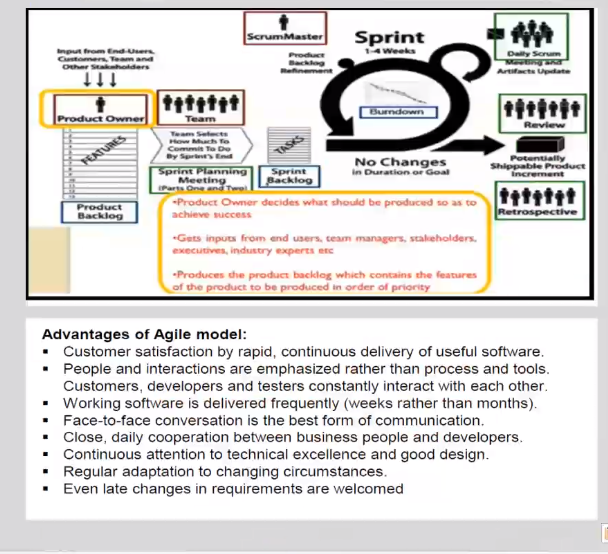 ScrumMaster
Sprint
1-4 Weeks
Product
Backlog
Refinement
Daily Scrum
Meeting and
Artifacts Update
Input from End-Users,
Customers, Team and
Other Stakeholders
Product Owner
Team
Burndown
Review
FEATURES
Team Selects
How Much To
Commit To Do
By Sprint's End
TASKS
No Changes
in Duration or Goal
Potentially
Shippable Product
Increment
Sprint Planning
Meeting
(Parts One and Two)
Sprint
Backlog
Product
Backlog
Retrospective
•Product Owner decides what should be produced so as to
achieve success
•Gets inputs from end users, team managers, stakeholders,
executives, industry experts etc
•Produces the product backlog which contains the features
of the product to be produced in order of priority
Advantages of Agile model:
▪ Customer satisfaction by rapid, continuous delivery of useful software.
▪ People and interactions are emphasized rather than process and tools.
Customers, developers and testers constantly interact with each other.
▪ Working software is delivered frequently (weeks rather than months).
▪ Face-to-face conversation is the best form of communication.
▪ Close, daily cooperation between business people and developers.
▪ Continuous attention to technical excellence and good design.
▪ Regular adaptation to changing circumstances.
▪ Even late changes in requirements are welcomed